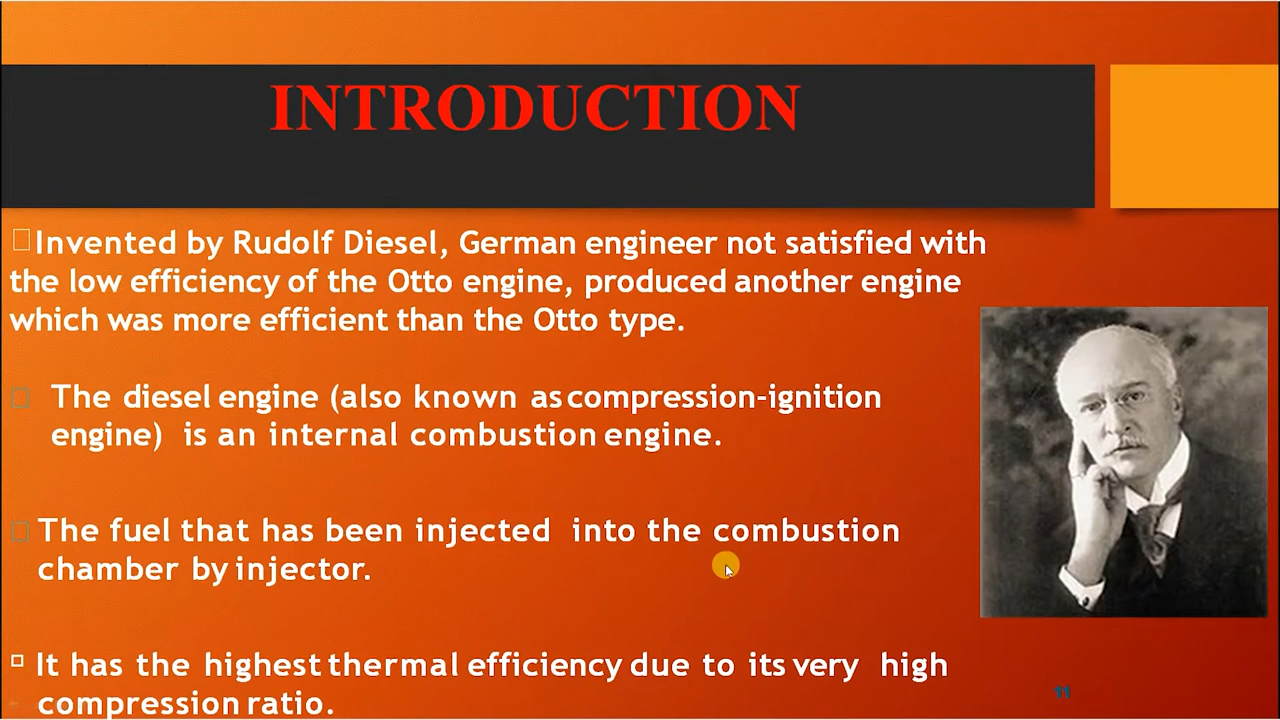 INTRODUCTION
Invented by Rudolf Diesel, German engineer not satisfied with
the low efficiency of the Otto engine, produced another engine
which was more efficient than the Otto type.
The diesel engine (also known as compression-ignition
engine) is an internal combustion engine.
The fuel that has been injected into the combustion
chamber by injector.
It has the highest thermal efficiency due to its very high
compression ratio.
11